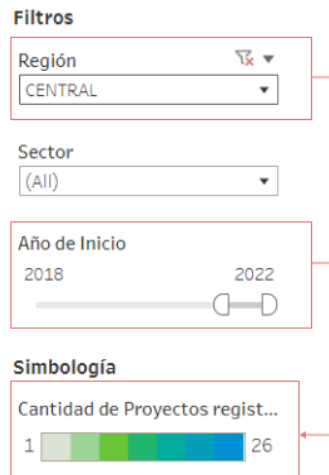 Filtros
Región
CENTRAL
Sector
(All)
Año de Inicio
2018 2022
Simbología
Cantidad de Proyectos regist...
1 26